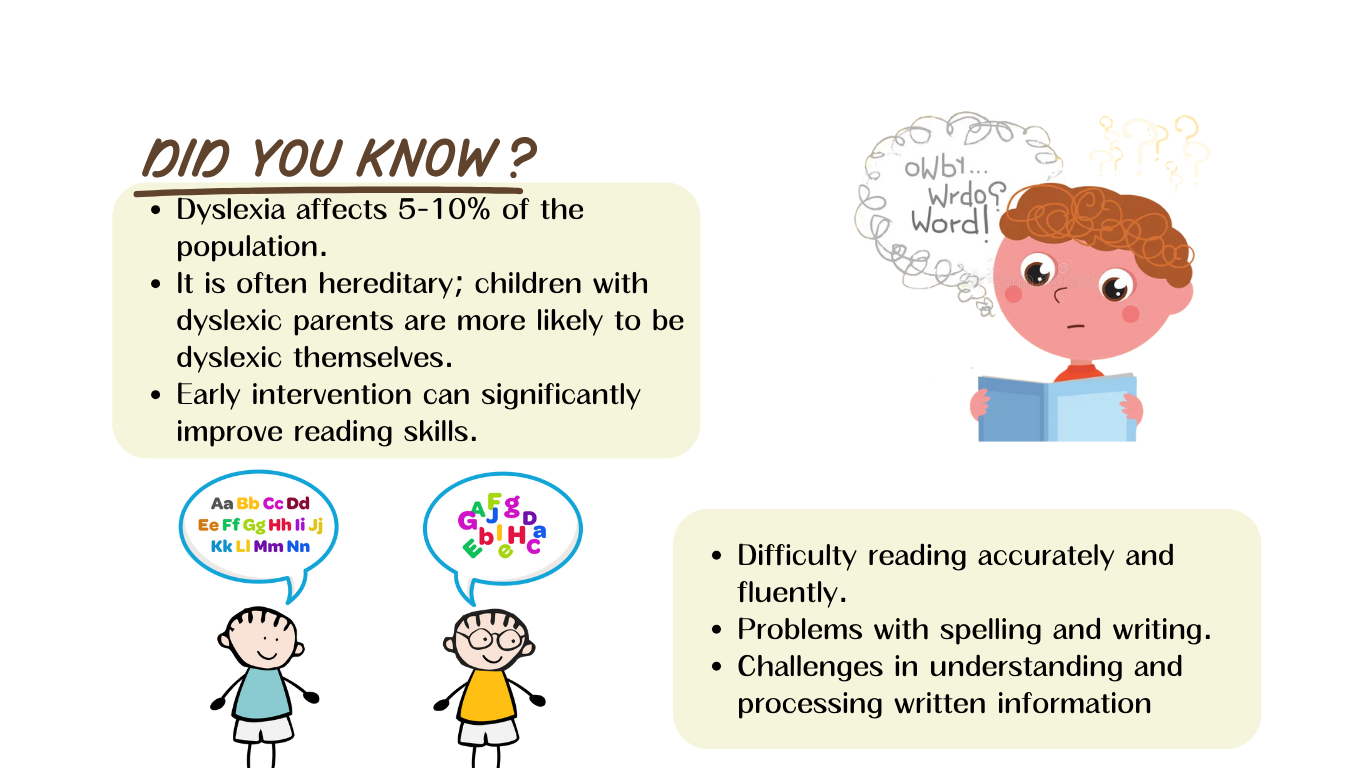 DID YOU KNOW?
• Dyslexia affects 5-10% of the
population.
• It is often hereditary; children with
dyslexic parents are more likely to be
dyslexic themselves.
• Early intervention can significantly
improve reading skills.
oWby...
Wrdo?
Word!
Aa Bb Cc Dd
Ee Ff Gg Hh Ii Jj
Kk Ll Mm Nn
F g
G A J D
b l H a
E e C
• Difficulty reading accurately and
fluently.
• Problems with spelling and writing.
• Challenges in understanding and
processing written information